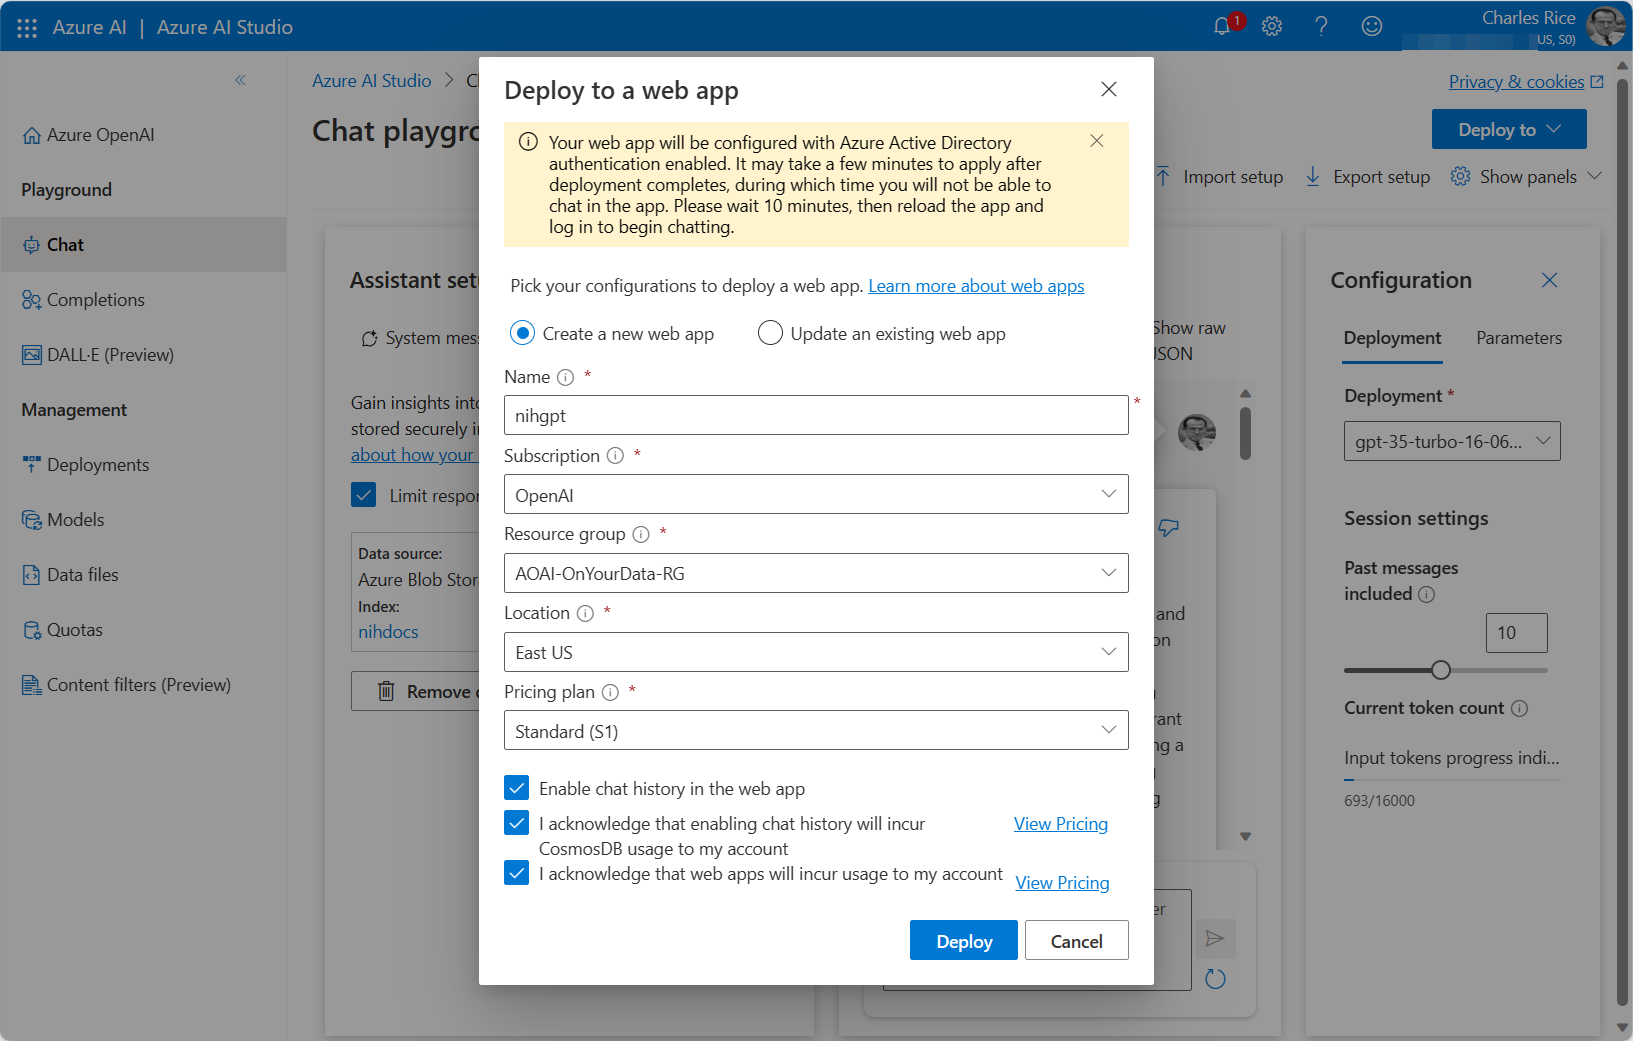 Azure AI | Azure AI Studio
1
Charles Rice
US, S0)
Azure OpenAI
Playground
Chat
Completions
DALL·E (Preview)
Management
Deployments
Models
Data files
Quotas
Content filters (Preview)
Azure AI Studio
Privacy & cookies
Chat playgro
Deploy to
Import setup
Export setup
Show panels
Assistant set
System mes
Gain insights into
stored securely i
about how your
Limit respon
Data source:
Azure Blob Stor
Index:
nihdocs
Remove
Deploy to a web app
Your web app will be configured with Azure Active Directory
authentication enabled. It may take a few minutes to apply after
deployment completes, during which time you will not be able to
chat in the app. Please wait 10 minutes, then reload the app and
log in to begin chatting.
Pick your configurations to deploy a web app. Learn more about web apps
Create a new web app
Update an existing web app
Name *
nihgpt
*
Subscription *
OpenAI
Resource group *
AOAI-OnYourData-RG
Location *
East US
Pricing plan *
Standard (S1)
Enable chat history in the web app
I acknowledge that enabling chat history will incur
CosmosDB usage to my account
View Pricing
I acknowledge that web apps will incur usage to my account
View Pricing
Deploy
Cancel
Show raw
JSON
and
on
rant
ng a
er
Configuration
Deployment
Parameters
Deployment *
gpt-35-turbo-16-06...
Session settings
Past messages
included
10
Current token count
Input tokens progress indi...
693/16000